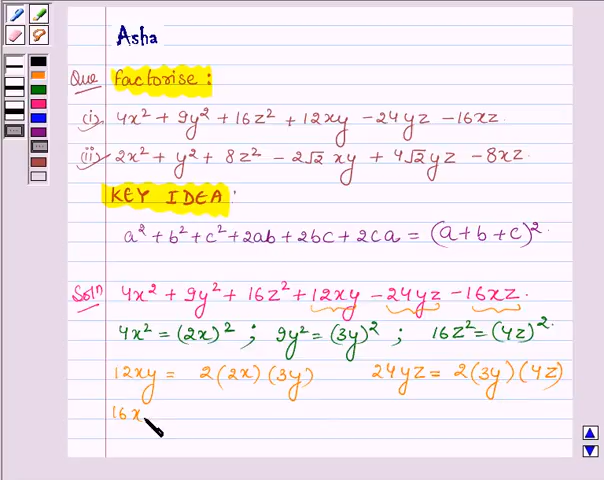 Asha
Que Factorise :
(i) 4x² + 9y² + 16z² + 12xy - 24yz - 16xz.
(ii) 2x² + y² + 8z² - 2√2 xy + 4√2 yz - 8xz.
KEY IDEA :
a² + b² + c² + 2ab + 2bc + 2ca = (a+b+c)².
Soln 4x² + 9y² + 16z² + 12xy - 24yz - 16xz.
4x² = (2x)² ; 9y² = (3y)² ; 16z² = (4z)².
12xy = 2(2x)(3y) 24yz = 2(3y)(4z)
16x